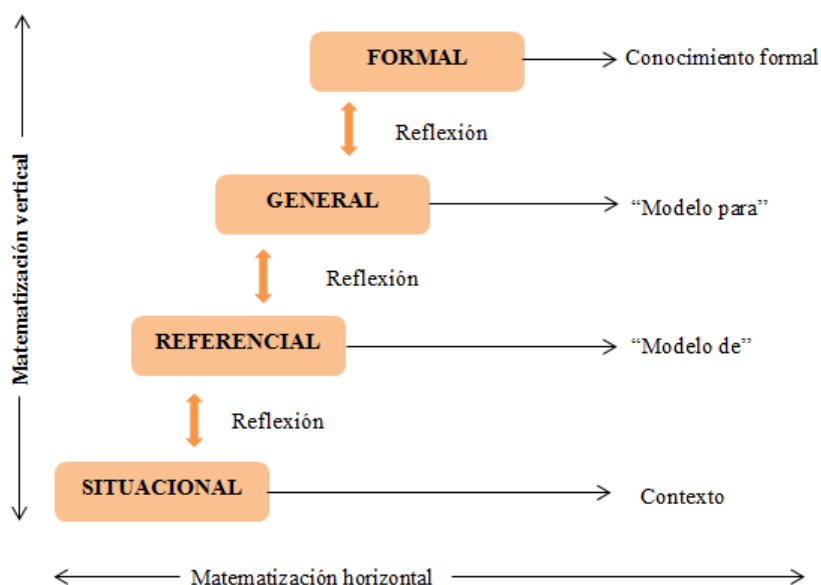 FORMAL
Conocimiento formal
Reflexión
GENERAL
“Modelo para”
Reflexión
REFERENCIAL
“Modelo de”
Reflexión
SITUACIONAL
Contexto
Matematización vertical
Matematización horizontal